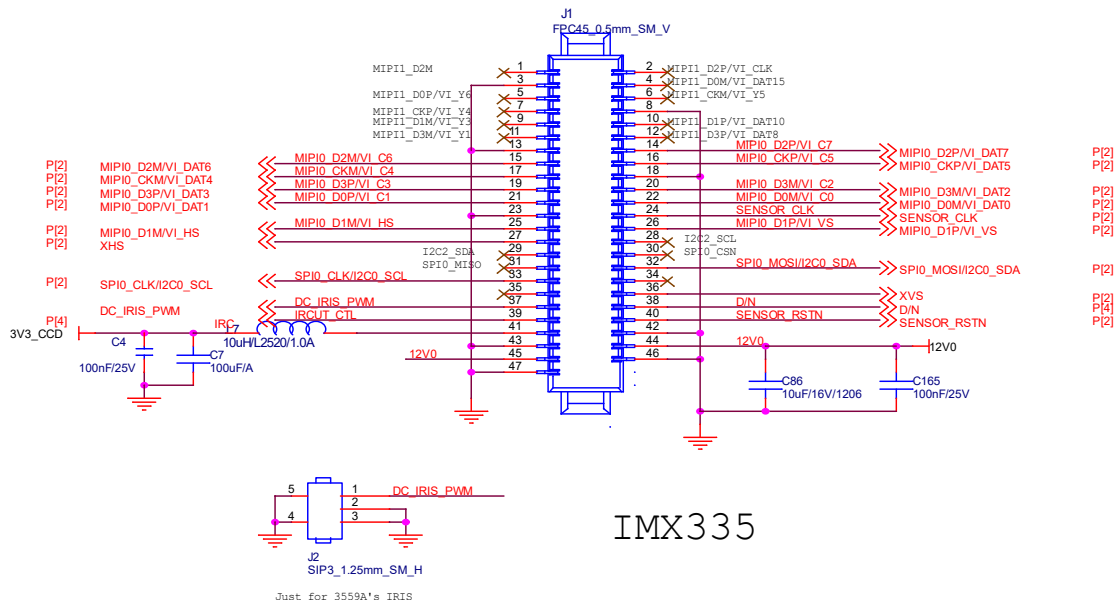 J1
FPC45_0.5mm_SM_V
MIPI1_D2M 1 2 MIPI1_D2P/VI_CLK
3 4 MIPI1_D0M/VI_DAT15
MIPI1_D0P/VI_Y6 5 6 MIPI1_CKM/VI_Y5
MIPI1_CKP/VI_Y4 7 8
MIPI1_D1M/VI_Y3 9 10 MIPI1_D1P/VI_DAT10
MIPI1_D3M/VI_Y1 11 12 MIPI1_D3P/VI_DAT8
13 14 MIPI0_D2P/VI_C7 MIPI0_D2P/VI_DAT7 P[2]
P[2] MIPI0_D2M/VI_DAT6 MIPI0_D2M/VI_C6 15 16 MIPI0_CKP/VI_C5 MIPI0_CKP/VI_DAT5 P[2]
P[2] MIPI0_CKM/VI_DAT4 MIPI0_CKM/VI_C4 17 18
P[2] MIPI0_D3P/VI_DAT3 MIPI0_D3P/VI_C3 19 20 MIPI0_D3M/VI_C2 MIPI0_D3M/VI_DAT2 P[2]
P[2] MIPI0_D0P/VI_DAT1 MIPI0_D0P/VI_C1 21 22 MIPI0_D0M/VI_C0 MIPI0_D0M/VI_DAT0 P[2]
23 24 SENSOR_CLK SENSOR_CLK P[2]
P[2] MIPI0_D1M/VI_HS MIPI0_D1M/VI_HS 25 26 MIPI0_D1P/VI_VS MIPI0_D1P/VI_VS P[2]
P[2] XHS 27 28 I2C2_SCL
I2C2_SDA 29 30 SPI0_CSN
SPI0_MISO 31 32 SPI0_MOSI/I2C0_SDA SPI0_MOSI/I2C0_SDA P[2]
P[2] SPI0_CLK/I2C0_SCL SPI0_CLK/I2C0_SCL 33 34
35 36 XVS P[2]
DC_IRIS_PWM DC_IRIS_PWM 37 38 D/N D/N P[4]
P[4] IRC IRCUT_CTL 39 40 SENSOR_RSTN SENSOR_RSTN P[2]
3V3_CCD L7 41 42
10uH/L2520/1.0A 43 44 12V0 12V0
12V0 45 46
47
C4
100nF/25V
C7
100uF/A
C86
10uF/16V/1206
C165
100nF/25V
5 1 DC_IRIS_PWM
2
4 3
J2
SIP3_1.25mm_SM_H
Just for 3559A's IRIS
IMX335